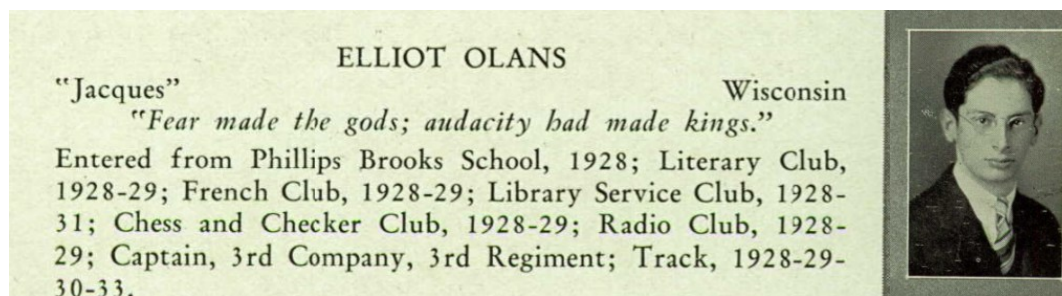 ELLIOT OLANS
"Jacques" Wisconsin
"Fear made the gods; audacity had made kings."
Entered from Phillips Brooks School, 1928; Literary Club,
1928-29; French Club, 1928-29; Library Service Club, 1928-
31; Chess and Checker Club, 1928-29; Radio Club, 1928-
29; Captain, 3rd Company, 3rd Regiment; Track, 1928-29-
30-33.